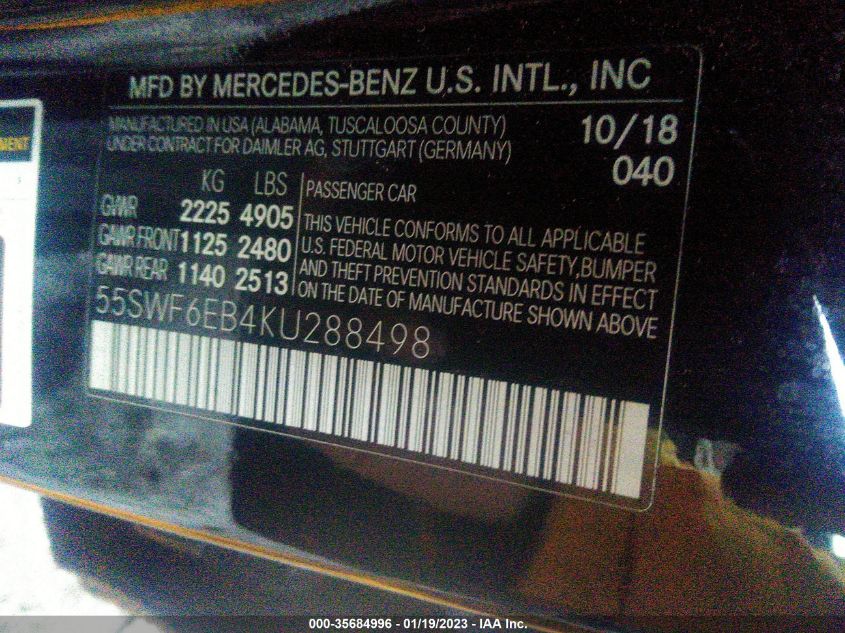 MFD BY MERCEDES-BENZ U.S. INTL., INC
MANUFACTURED IN USA (ALABAMA, TUSCALOOSA COUNTY)
UNDER CONTRACT FOR DAIMLER AG, STUTTGART (GERMANY)
10/18
040
KG LBS
GVWR 2225 4905
GAWR FRONT 1125 2480
GAWR REAR 1140 2513
PASSENGER CAR
THIS VEHICLE CONFORMS TO ALL APPLICABLE
U.S. FEDERAL MOTOR VEHICLE SAFETY, BUMPER
AND THEFT PREVENTION STANDARDS IN EFFECT
ON THE DATE OF MANUFACTURE SHOWN ABOVE
55SWF6EB4KU288498
000-35684996 - 01/19/2023 - IAA Inc.